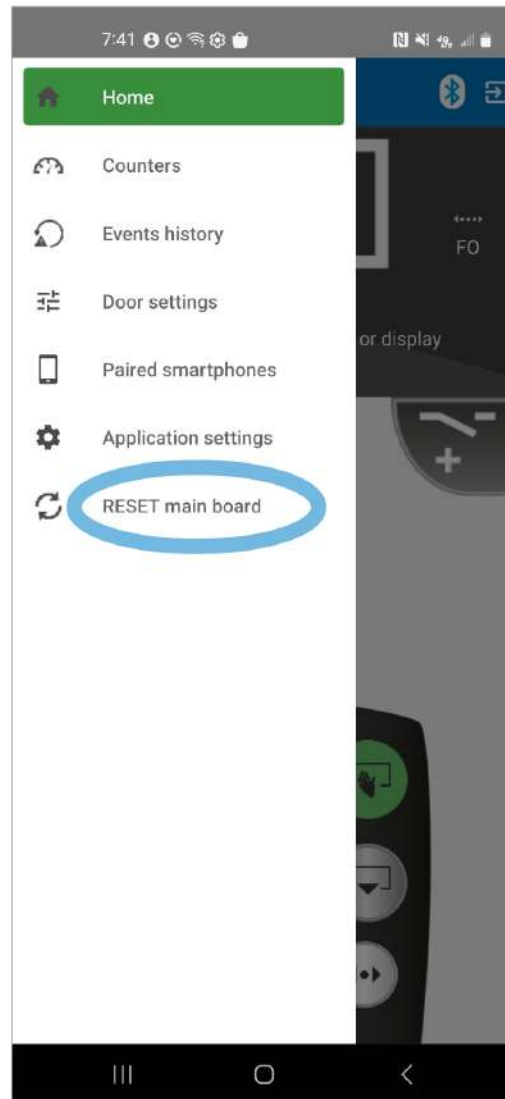 7:41
Home
Counters
Events history
FO
Door settings
or display
Paired smartphones
Application settings
RESET main board